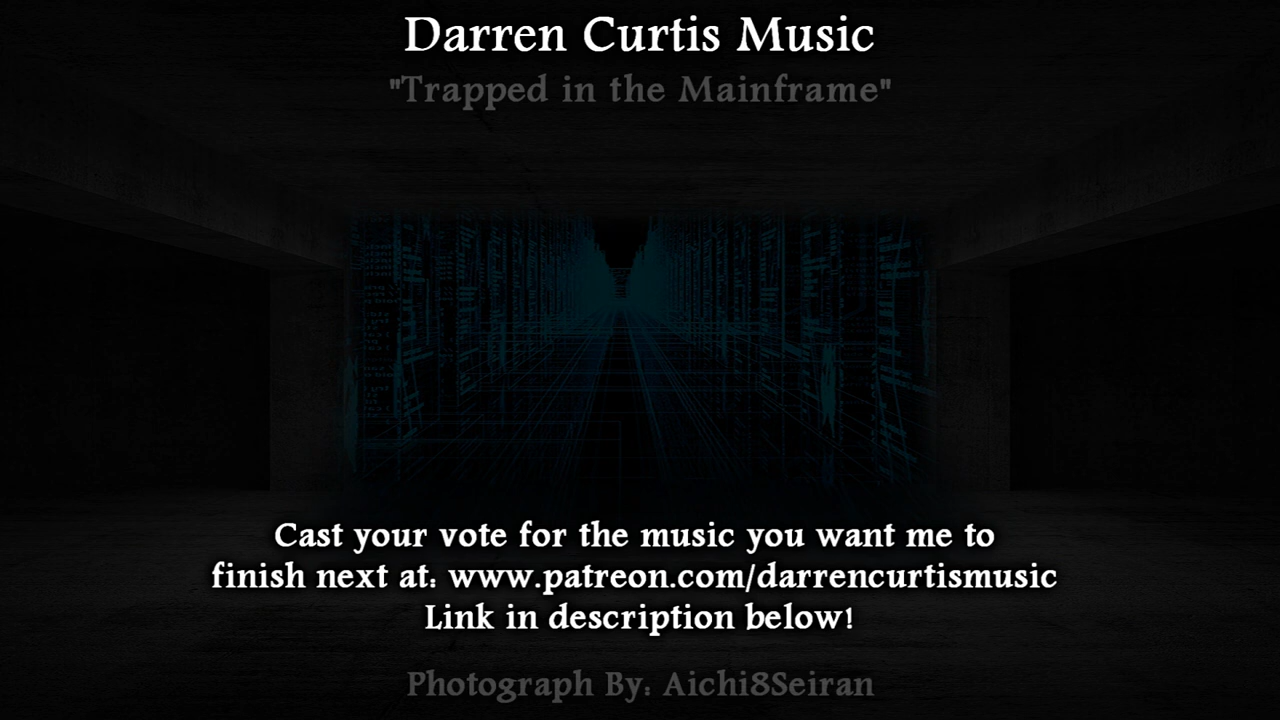 Darren Curtis Music
"Trapped in the Mainframe"
Cast your vote for the music you want me to
finish next at: www.patreon.com/darrencurtismusic
Link in description below!
Photograph By: Aichi8Seiran